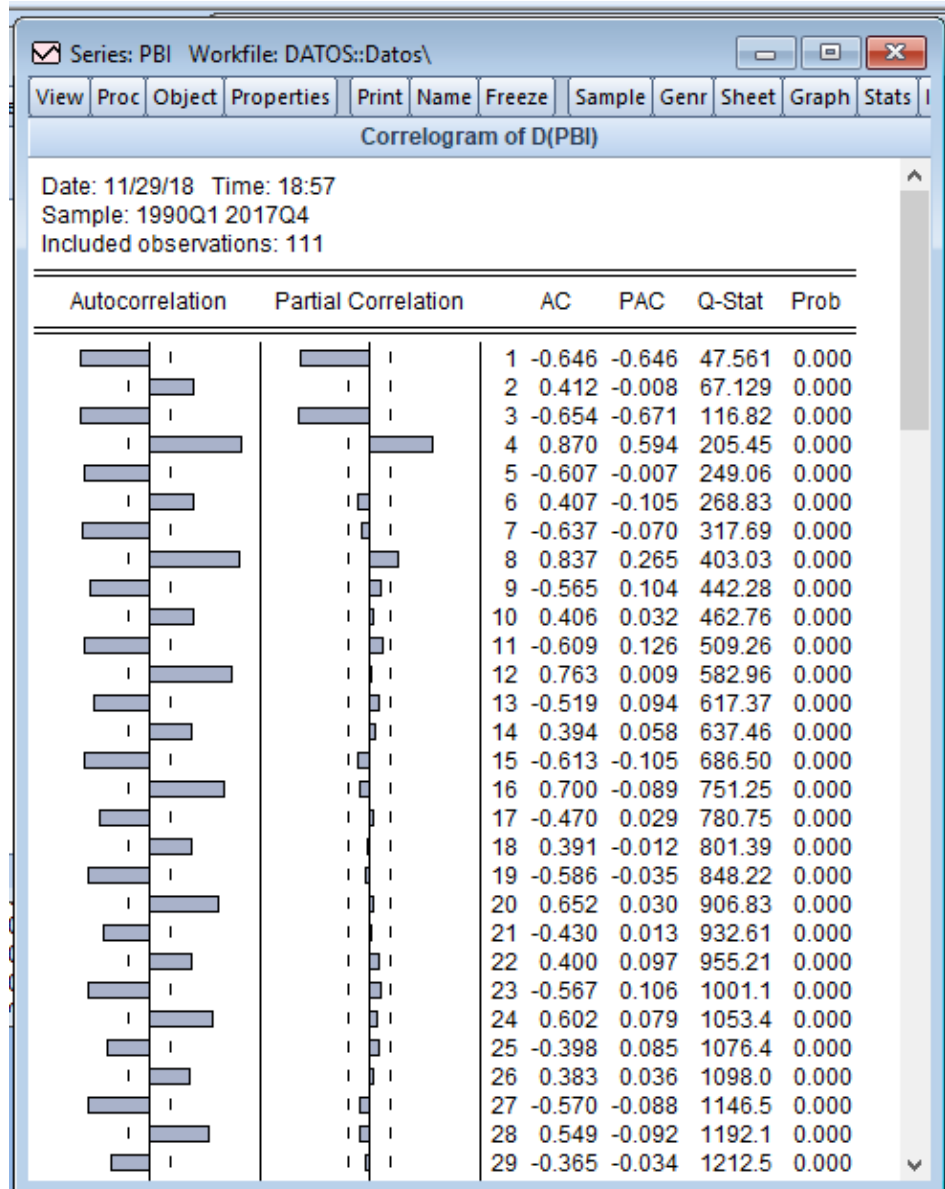 Series: PBI Workfile: DATOS::Datos\
View Proc Object Properties Print Name Freeze Sample Genr Sheet Graph Stats
Correlogram of D(PBI)
Date: 11/29/18 Time: 18:57
Sample: 1990Q1 2017Q4
Included observations: 111
Autocorrelation Partial Correlation AC PAC Q-Stat Prob
1 -0.646 -0.646 47.561 0.000
2 0.412 -0.008 67.129 0.000
3 -0.654 -0.671 116.82 0.000
4 0.870 0.594 205.45 0.000
5 -0.607 -0.007 249.06 0.000
6 0.407 -0.105 268.83 0.000
7 -0.637 -0.070 317.69 0.000
8 0.837 0.265 403.03 0.000
9 -0.565 0.104 442.28 0.000
10 0.406 0.032 462.76 0.000
11 -0.609 0.126 509.26 0.000
12 0.763 0.009 582.96 0.000
13 -0.519 0.094 617.37 0.000
14 0.394 0.058 637.46 0.000
15 -0.613 -0.105 686.50 0.000
16 0.700 -0.089 751.25 0.000
17 -0.470 0.029 780.75 0.000
18 0.391 -0.012 801.39 0.000
19 -0.586 -0.035 848.22 0.000
20 0.652 0.030 906.83 0.000
21 -0.430 0.013 932.61 0.000
22 0.400 0.097 955.21 0.000
23 -0.567 0.106 1001.1 0.000
24 0.602 0.079 1053.4 0.000
25 -0.398 0.085 1076.4 0.000
26 0.383 0.036 1098.0 0.000
27 -0.570 -0.088 1146.5 0.000
28 0.549 -0.092 1192.1 0.000
29 -0.365 -0.034 1212.5 0.000